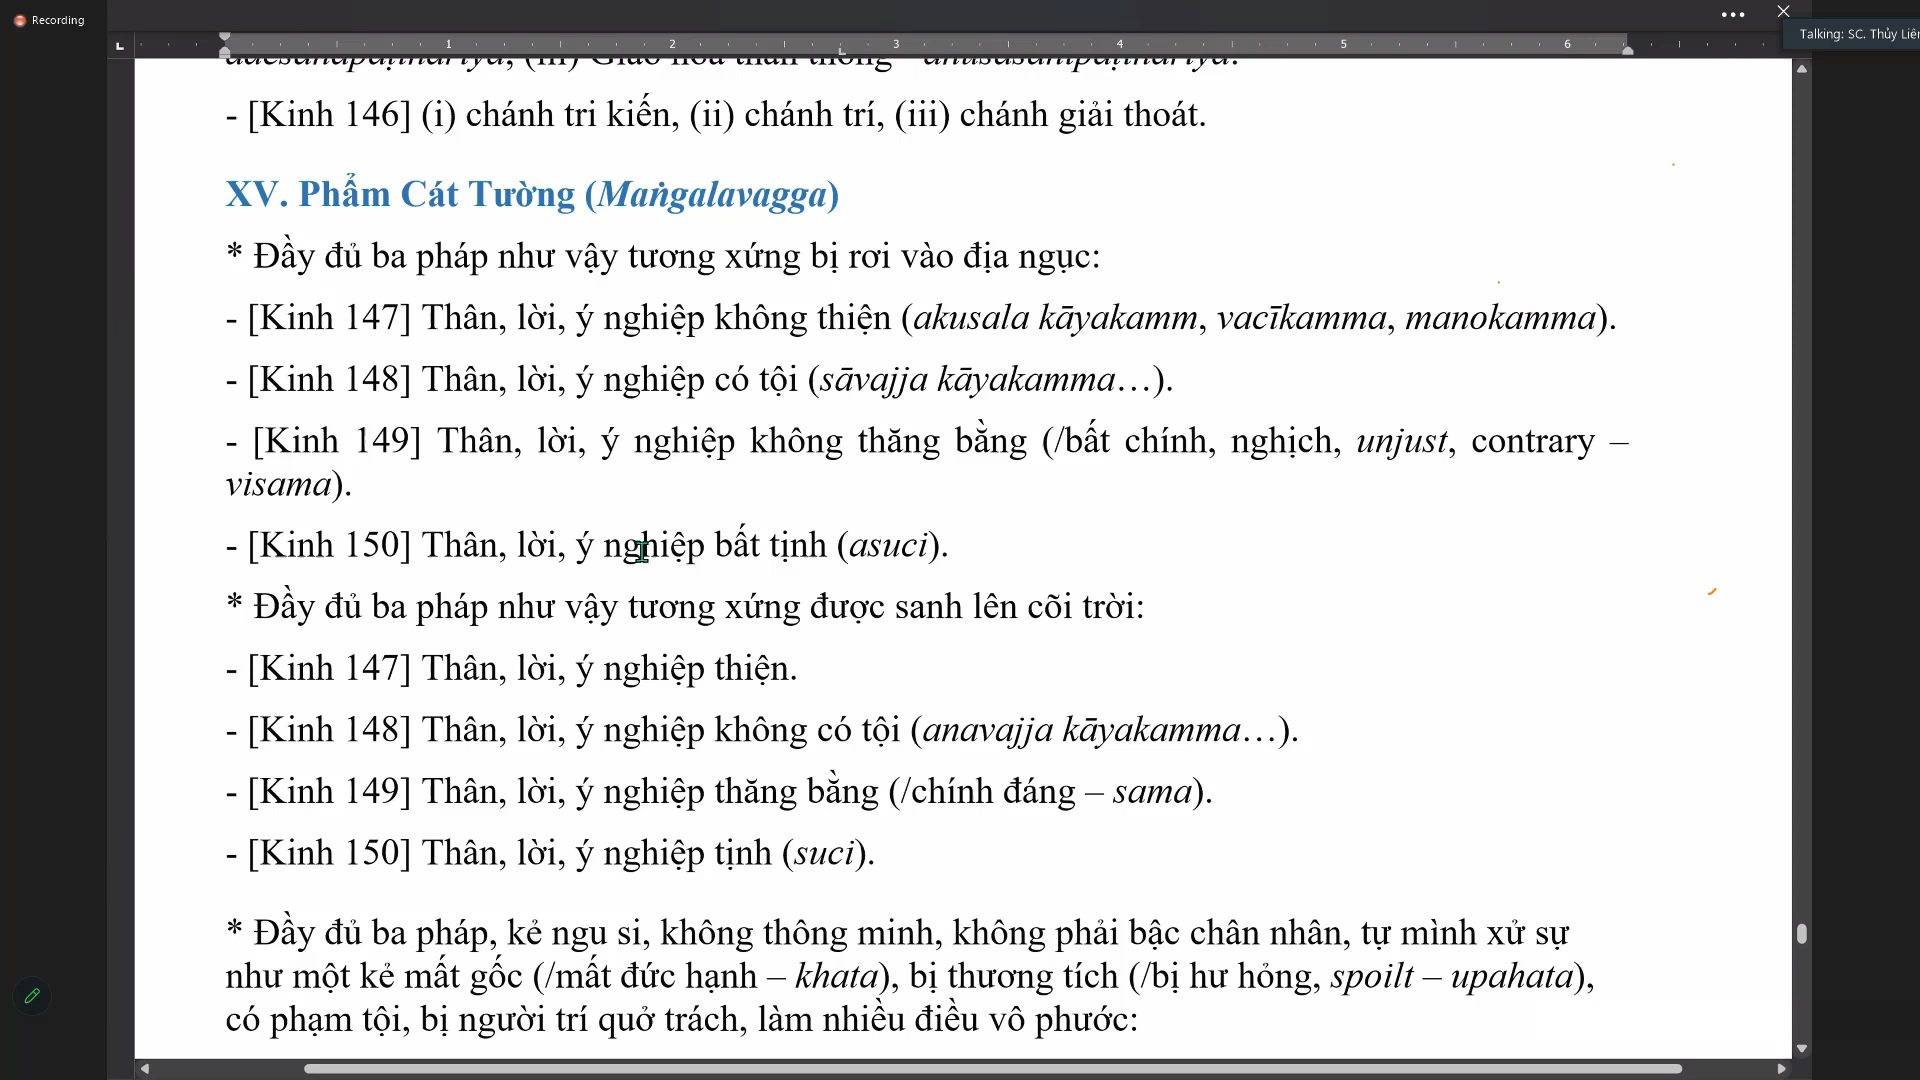 Recording
Talking: SC. Thủy Liên
1 2 3 4 5 6
- [Kinh 146] (i) chánh tri kiến, (ii) chánh trí, (iii) chánh giải thoát.
XV. Phẩm Cát Tường (Maṅgalavagga)
* Đầy đủ ba pháp như vậy tương xứng bị rơi vào địa ngục:
- [Kinh 147] Thân, lời, ý nghiệp không thiện (akusala kāyakamm, vacīkamma, manokamma).
- [Kinh 148] Thân, lời, ý nghiệp có tội (sāvajja kāyakamma…).
- [Kinh 149] Thân, lời, ý nghiệp không thăng bằng (/bất chính, nghịch, unjust, contrary –
visama).
- [Kinh 150] Thân, lời, ý nghiệp bất tịnh (asuci).
* Đầy đủ ba pháp như vậy tương xứng được sanh lên cõi trời:
- [Kinh 147] Thân, lời, ý nghiệp thiện.
- [Kinh 148] Thân, lời, ý nghiệp không có tội (anavajja kāyakamma…).
- [Kinh 149] Thân, lời, ý nghiệp thăng bằng (/chính đáng – sama).
- [Kinh 150] Thân, lời, ý nghiệp tịnh (suci).
* Đầy đủ ba pháp, kẻ ngu si, không thông minh, không phải bậc chân nhân, tự mình xử sự
như một kẻ mất gốc (/mất đức hạnh – khata), bị thương tích (/bị hư hỏng, spoilt – upahata),
có phạm tội, bị người trí quở trách, làm nhiều điều vô phước: